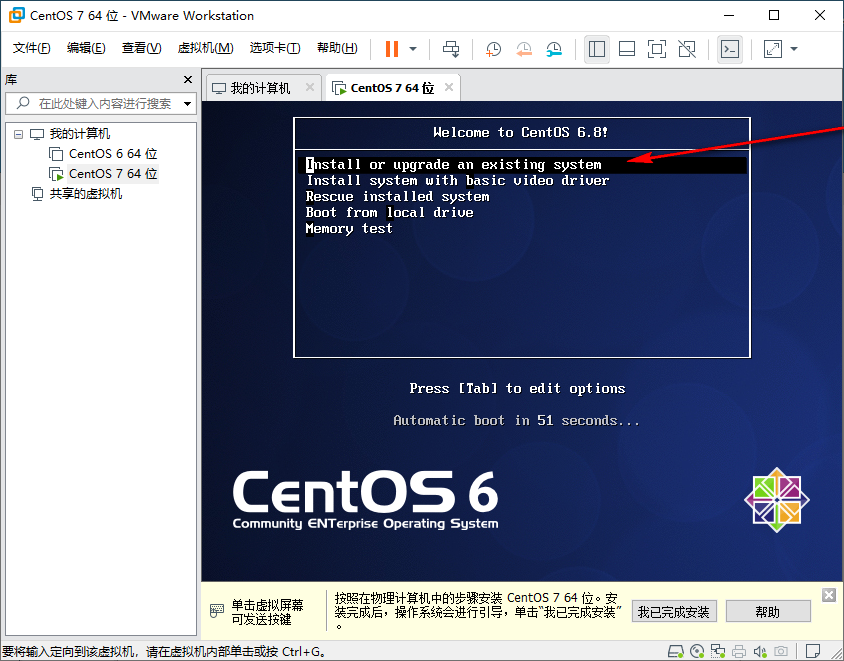 CentOS 7 64 位 - VMware Workstation
文件(F) 编辑(E) 查看(V) 虚拟机(M) 选项卡(T) 帮助(H)
库
在此处键入内容进行搜索
我的计算机
CentOS 6 64 位
CentOS 7 64 位
共享的虚拟机
我的计算机
CentOS 7 64 位
Welcome to CentOS 6.8!
Install or upgrade an existing system
Install system with basic video driver
Rescue installed system
Boot from local drive
Memory test
Press [Tab] to edit options
Automatic boot in 51 seconds...
CentOS 6
Community ENTerprise Operating System
单击虚拟屏幕
可发送按键
按照在物理计算机中的步骤安装 CentOS 7 64 位。安
装完成后，操作系统会进行引导，单击“我已完成安装”
。
我已完成安装
帮助
要将输入定向到该虚拟机，请在虚拟机内部单击或按 Ctrl+G。